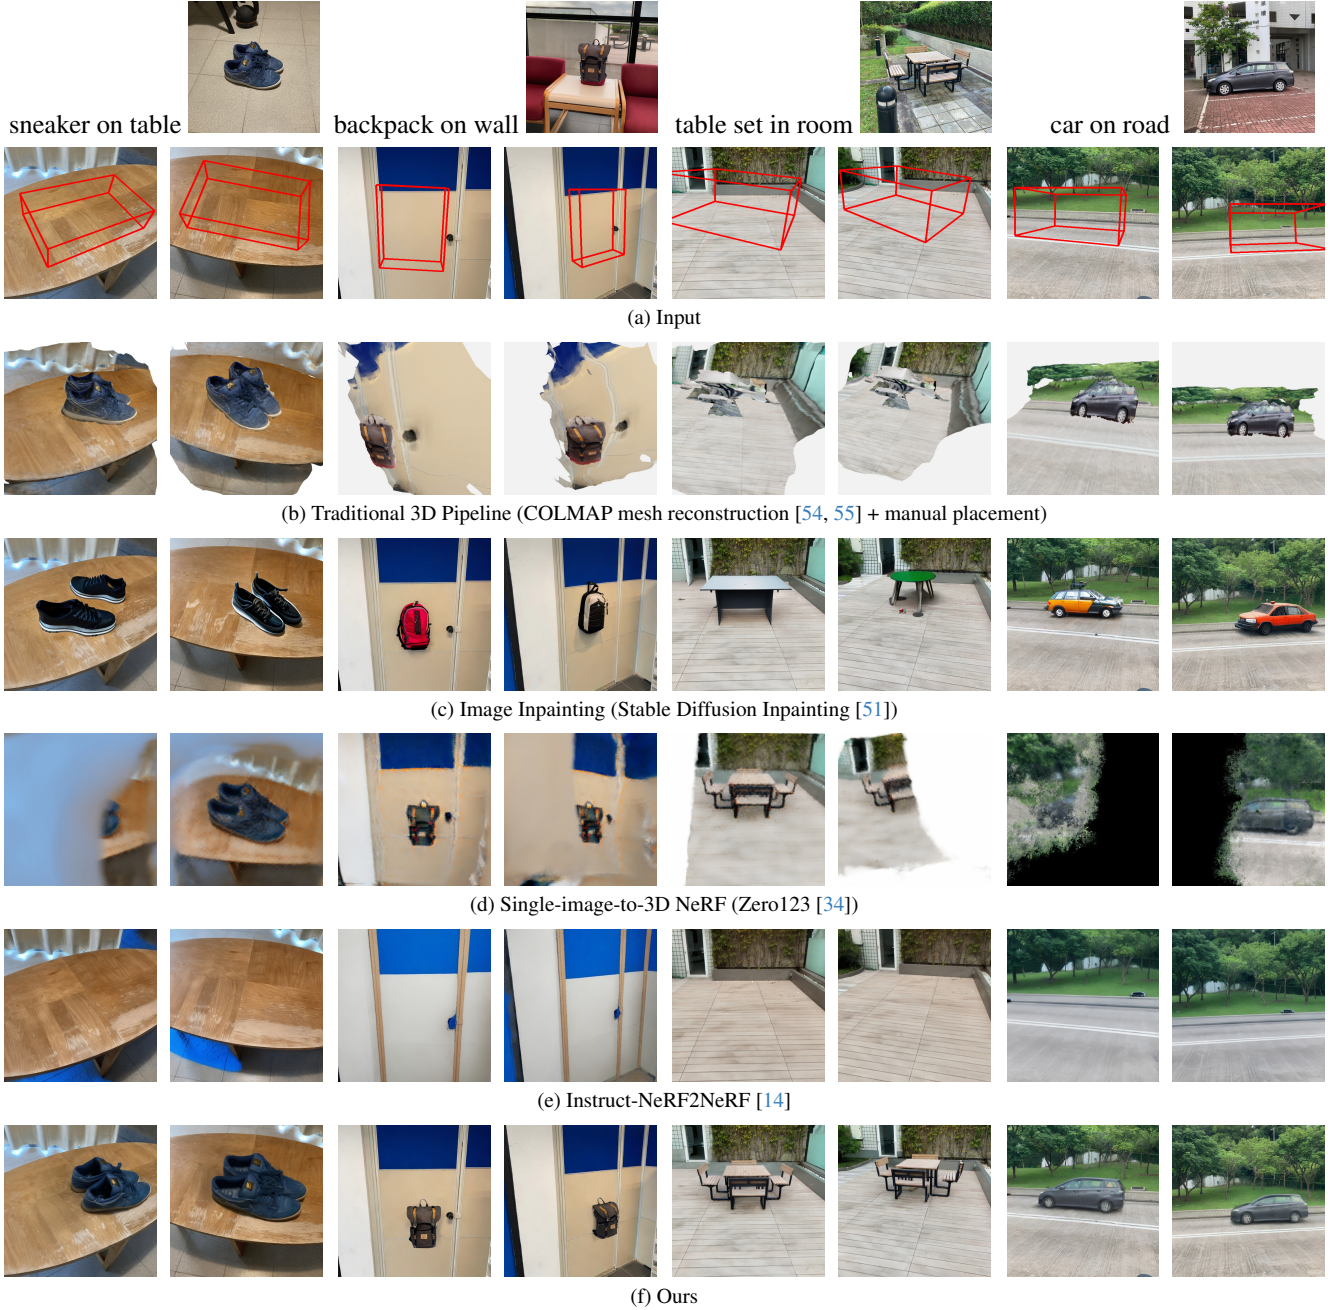 sneaker on table
backpack on wall
table set in room
car on road
(a) Input
(b) Traditional 3D Pipeline (COLMAP mesh reconstruction [54, 55] + manual placement)
(c) Image Inpainting (Stable Diffusion Inpainting [51])
(d) Single-image-to-3D NeRF (Zero123 [34])
(e) Instruct-NeRF2NeRF [14]
(f) Ours